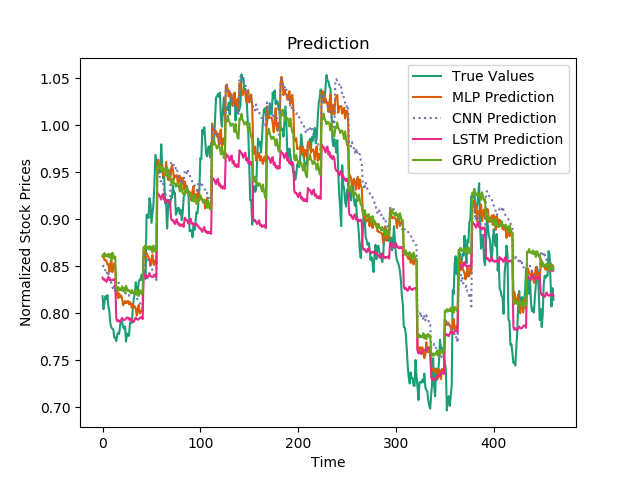 Prediction
True Values
MLP Prediction
CNN Prediction
LSTM Prediction
GRU Prediction
Normalized Stock Prices
1.05
1.00
0.95
0.90
0.85
0.80
0.75
0.70
0
100
200
300
400
Time